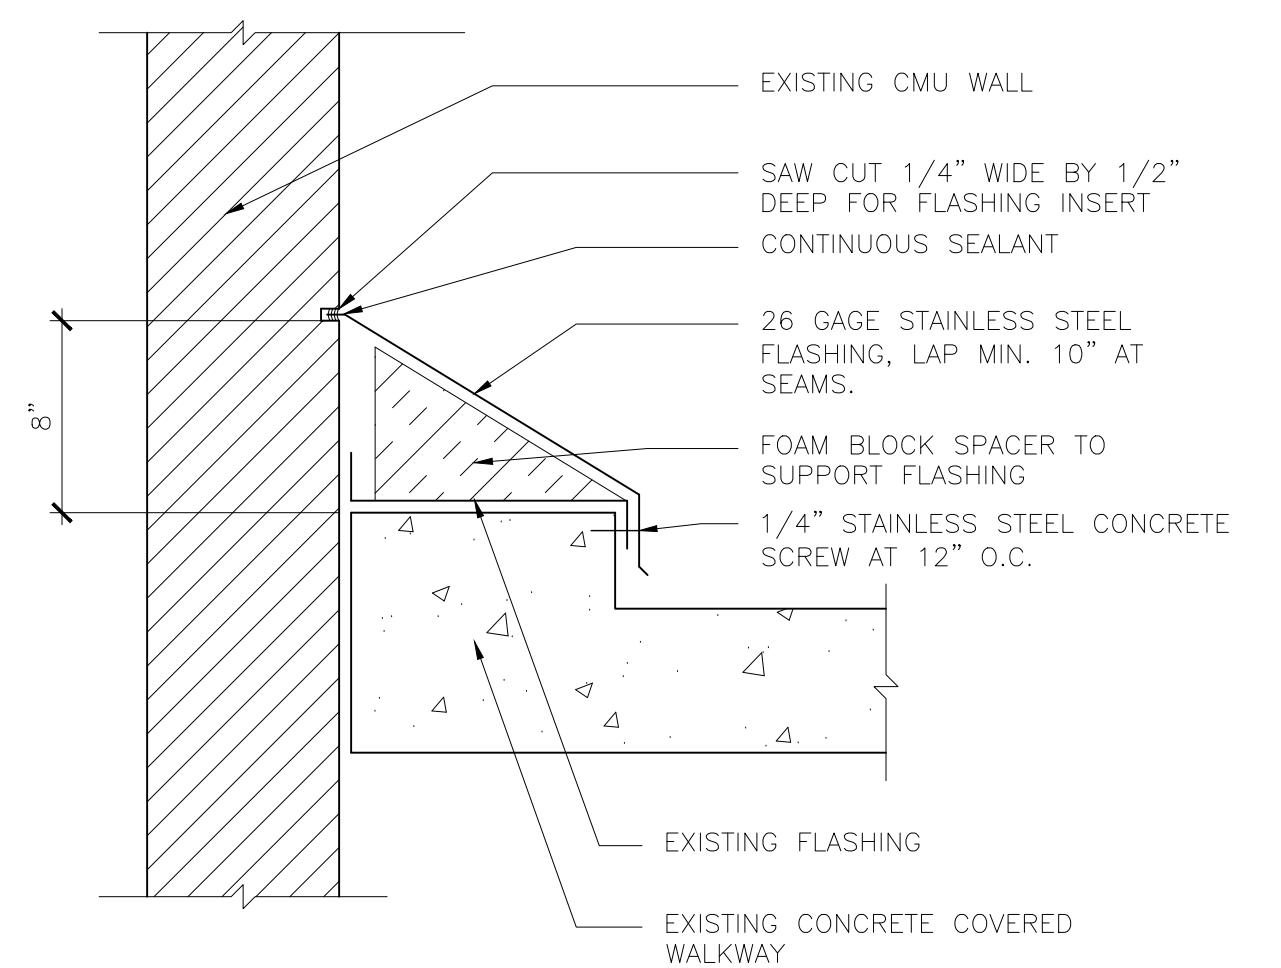 EXISTING CMU WALL
SAW CUT 1/4” WIDE BY 1/2”
DEEP FOR FLASHING INSERT
CONTINUOUS SEALANT
26 GAGE STAINLESS STEEL
FLASHING, LAP MIN. 10” AT
SEAMS.
8”
FOAM BLOCK SPACER TO
SUPPORT FLASHING
1/4” STAINLESS STEEL CONCRETE
SCREW AT 12” O.C.
EXISTING FLASHING
EXISTING CONCRETE COVERED
WALKWAY